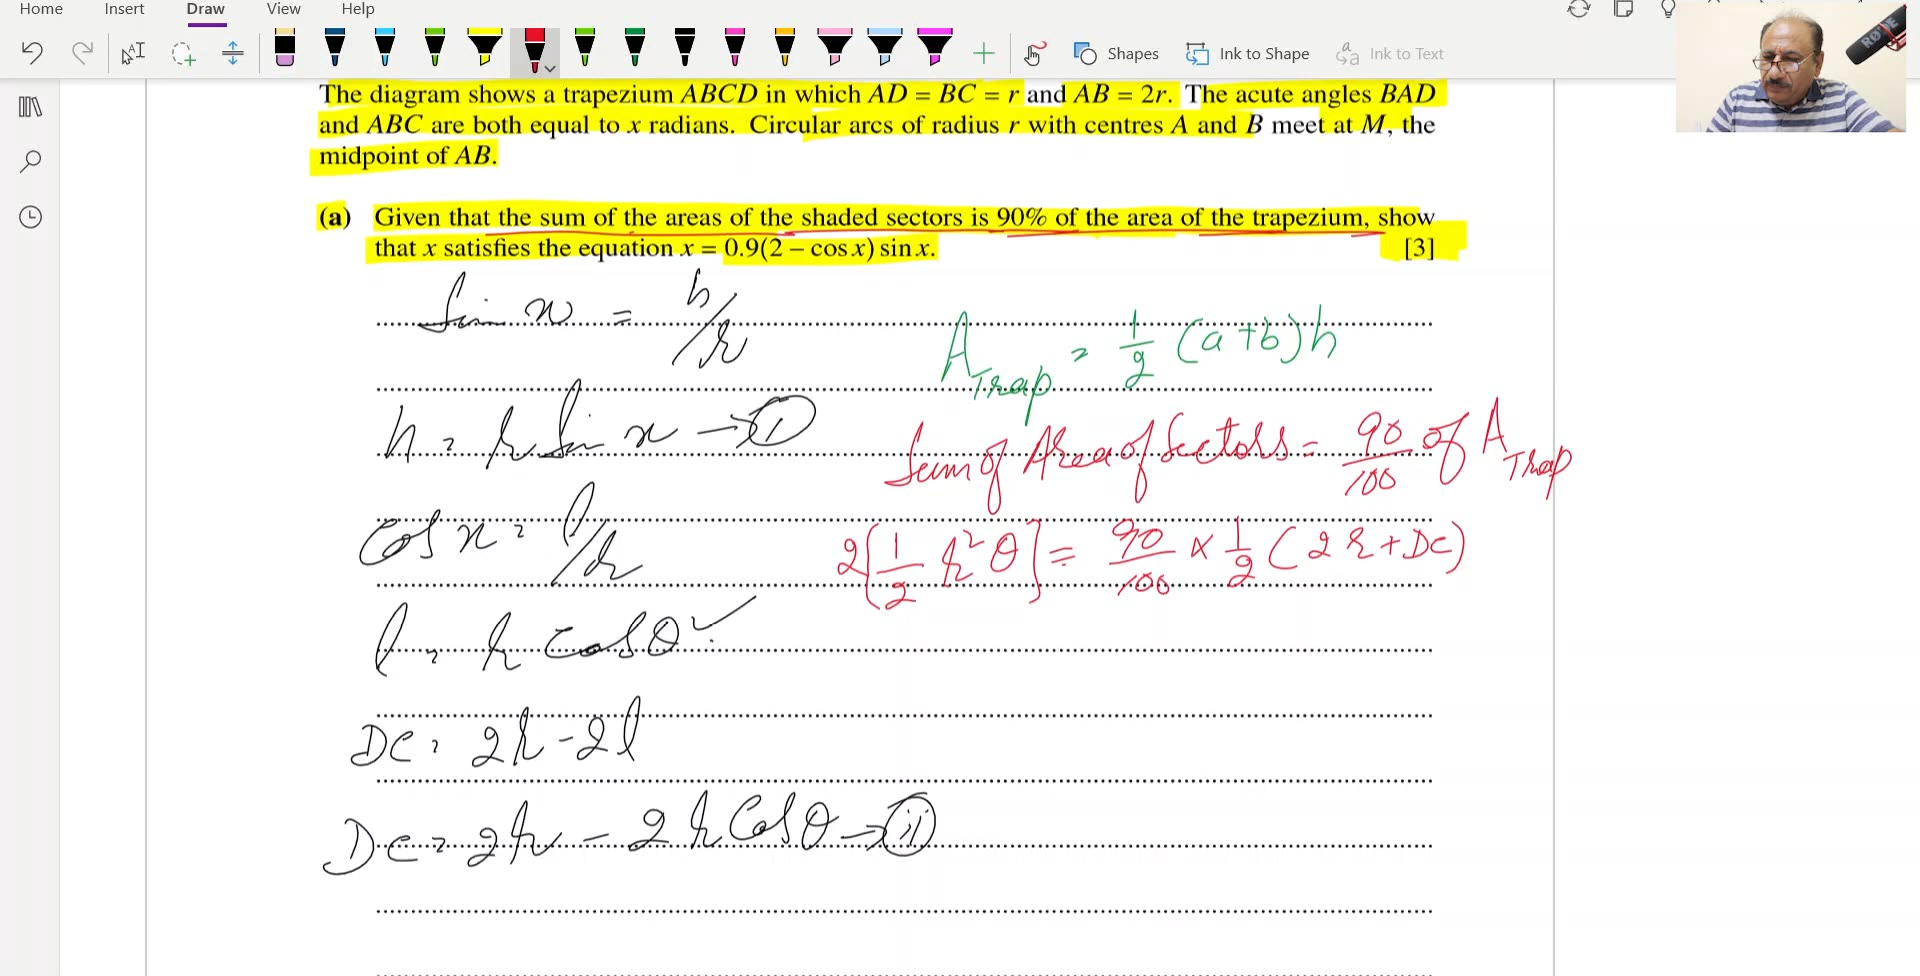 Home Insert Draw View Help
Shapes Ink to Shape Ink to Text
RØDE
The diagram shows a trapezium ABCD in which AD = BC = r and AB = 2r. The acute angles BAD
and ABC are both equal to x radians. Circular arcs of radius r with centres A and B meet at M, the
midpoint of AB.
(a) Given that the sum of the areas of the shaded sectors is 90% of the area of the trapezium, show
that x satisfies the equation x = 0.9(2 − cos x) sin x. [3]
Sin x = h/r
h = r Sin x → (I)
Cos x = l/r
l = r Cos θ
DC = 2r - 2l
DC = 2r - 2r Cos θ → (II)
A Trap = 1/2 (a+b)h
Sum of Area of Sectors = 90/100 of A Trap
2[1/2 r² θ] = 90/100 × 1/2 (2r + DC)